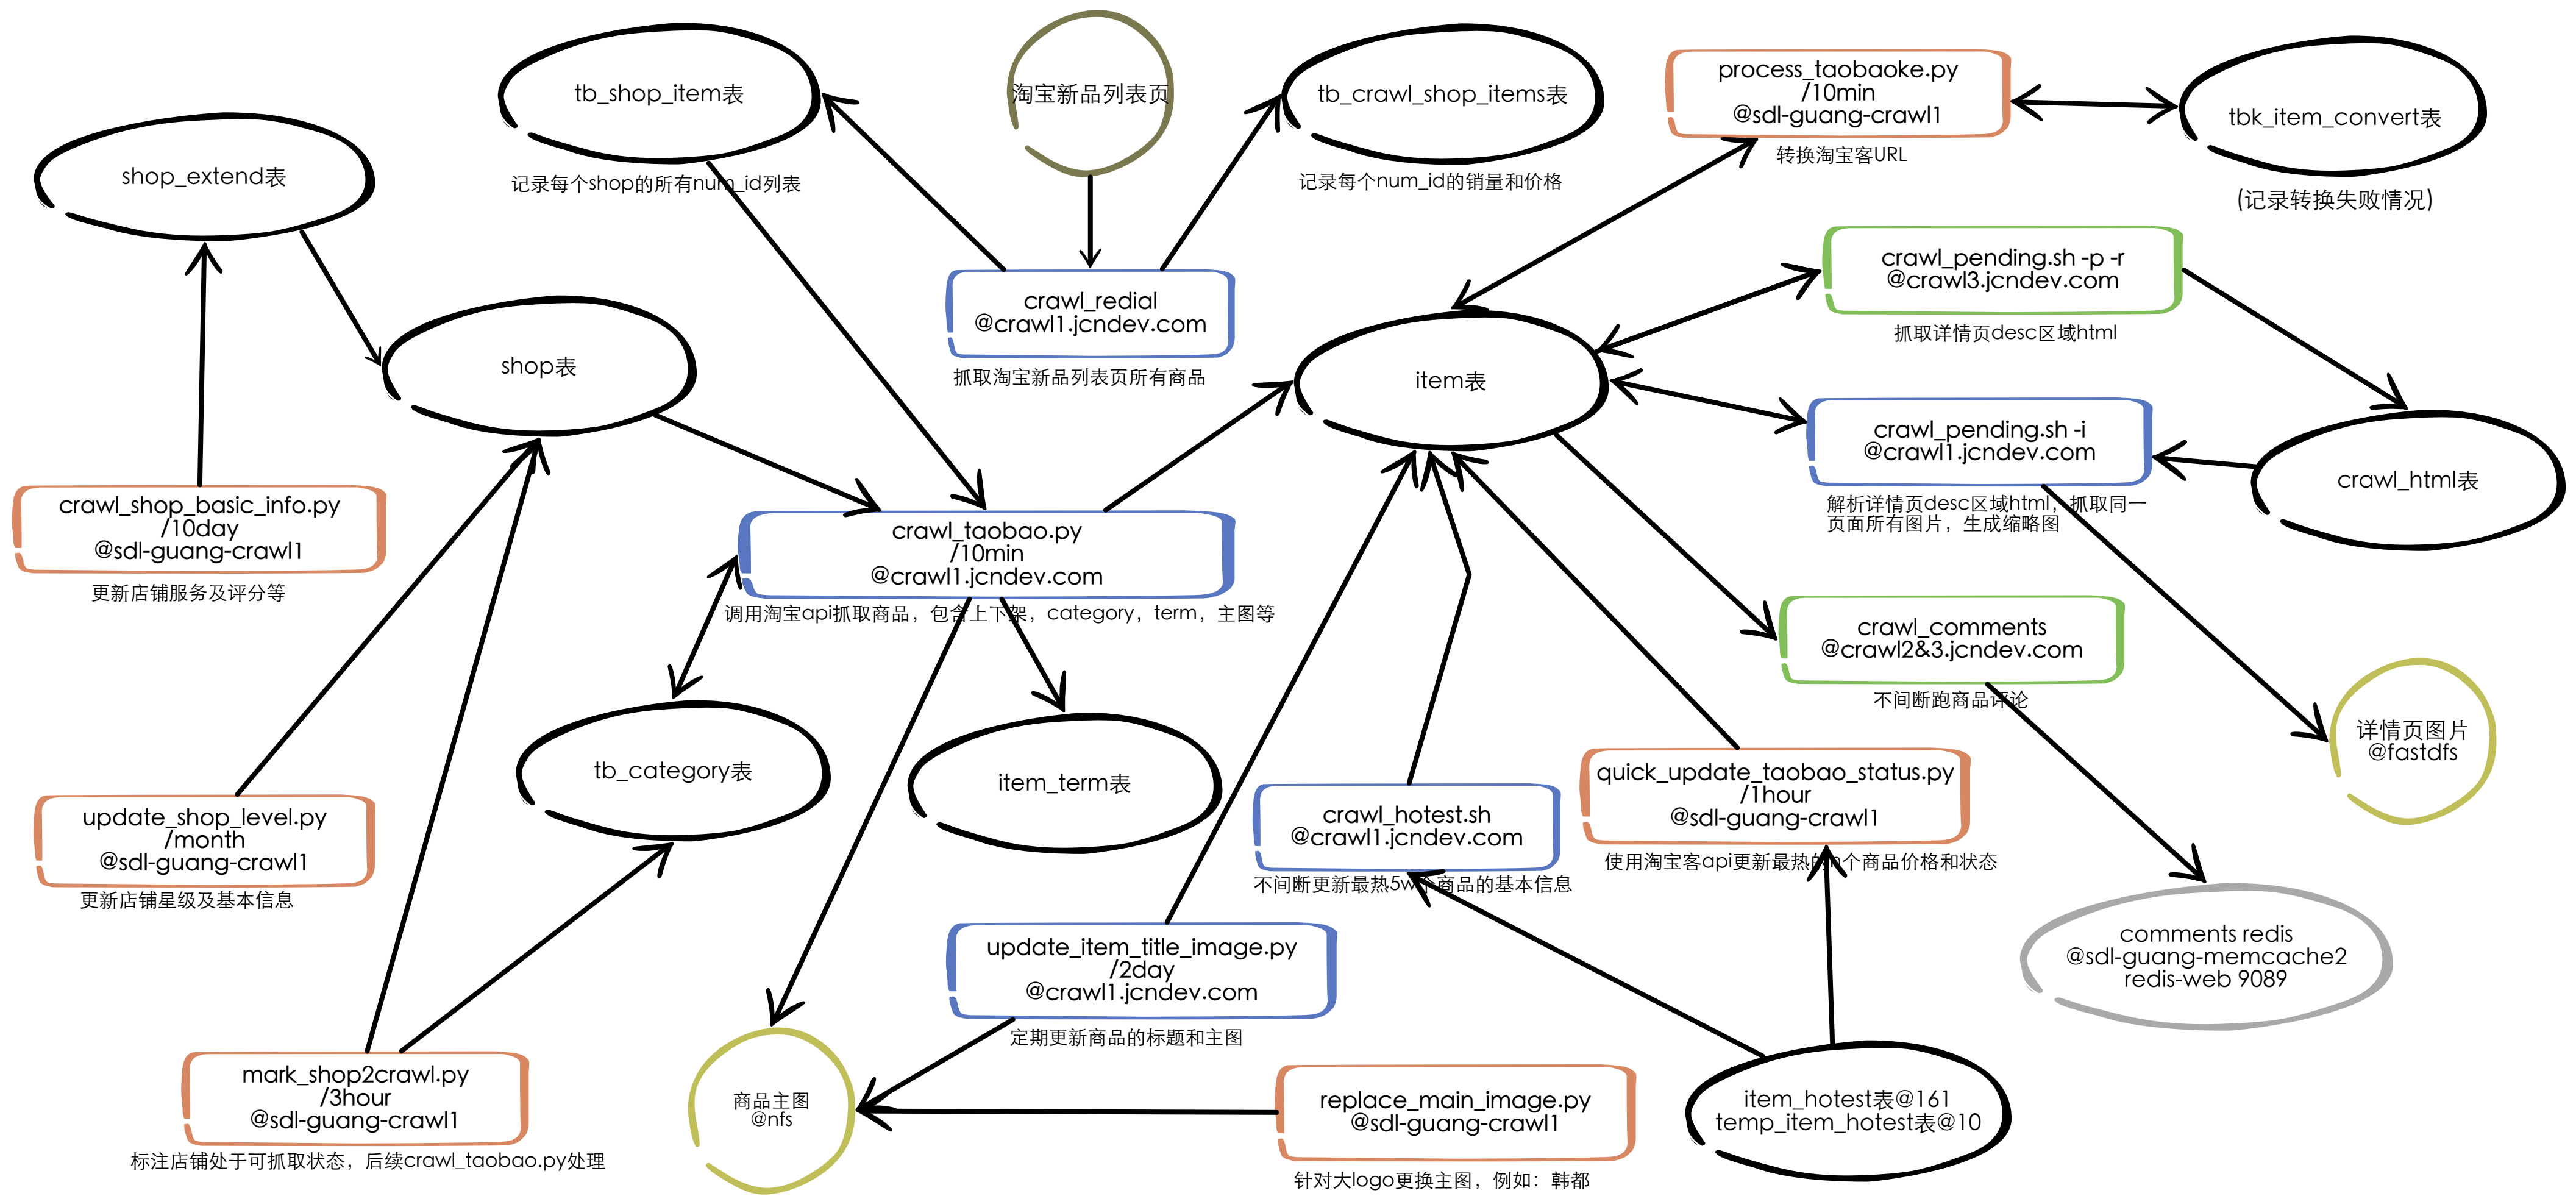 tb_shop_item表
记录每个shop的所有num_id列表
淘宝新品列表页
tb_crawl_shop_items表
记录每个num_id的销量和价格
process_taobaoke.py
/10min
@sdl-guang-crawl1
转换淘宝客URL
tbk_item_convert表
(记录转换失败情况)
shop_extend表
crawl_redial
@crawl1.jcndev.com
抓取淘宝新品列表页所有商品
crawl_pending.sh -p -r
@crawl3.jcndev.com
抓取详情页desc区域html
shop表
item表
crawl_pending.sh -i
@crawl1.jcndev.com
解析详情页desc区域html，抓取同一
页面所有图片，生成缩略图
crawl_html表
crawl_shop_basic_info.py
/10day
@sdl-guang-crawl1
更新店铺服务及评分等
crawl_taobao.py
/10min
@crawl1.jcndev.com
调用淘宝api抓取商品，包含上下架，category，term，主图等
crawl_comments
@crawl2&3.jcndev.com
不间断跑商品评论
详情页图片
@fastdfs
tb_category表
item_term表
update_shop_level.py
/month
@sdl-guang-crawl1
更新店铺星级及基本信息
crawl_hotest.sh
@crawl1.jcndev.com
不间断更新最热5w个商品的基本信息
quick_update_taobao_status.py
/1hour
@sdl-guang-crawl1
使用淘宝客api更新最热的n个商品价格和状态
update_item_title_image.py
/2day
@crawl1.jcndev.com
定期更新商品的标题和主图
comments redis
@sdl-guang-memcache2
redis-web 9089
mark_shop2crawl.py
/3hour
@sdl-guang-crawl1
标注店铺处于可抓取状态，后续crawl_taobao.py处理
商品主图
@nfs
replace_main_image.py
@sdl-guang-crawl1
针对大logo更换主图，例如：韩都
item_hotest表@161
temp_item_hotest表@10